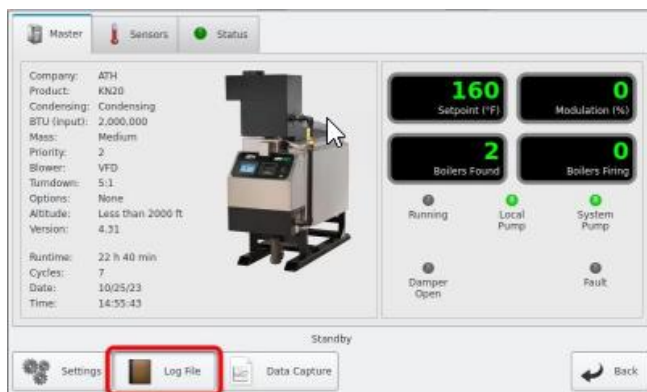 Master
Sensors
Status
Company: ATH
Product: KN20
Condensing: Condensing
BTU (input): 2,000,000
Mass: Medium
Priority: 2
Blower: VFD
Turndown: 5:1
Options: None
Altitude: Less than 2000 ft
Version: 4.31
Runtime: 22 h 40 min
Cycles: 7
Date: 10/25/23
Time: 14:55:43
160
Setpoint (°F)
0
Modulation (%)
2
Boilers Found
0
Boilers Firing
Running
Local
Pump
System
Pump
Damper
Open
Fault
Standby
Settings
Log File
Data Capture
Back